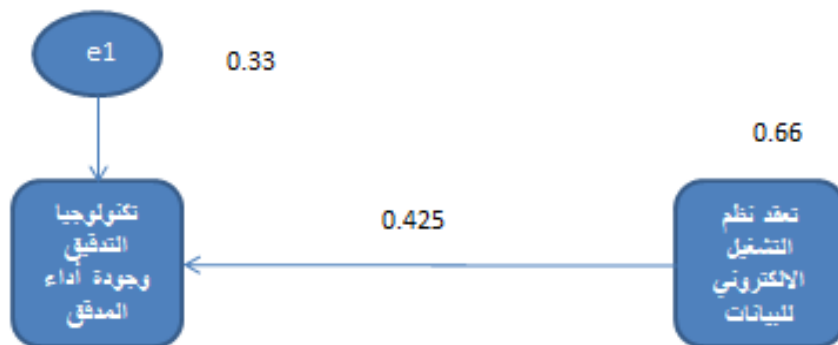 e1
0.33
0.66
تكنولوجيا
التدقيق
وجودة أداء
المدقق
0.425
تعقد نظم
التشغيل
الالكتروني
للبيانات